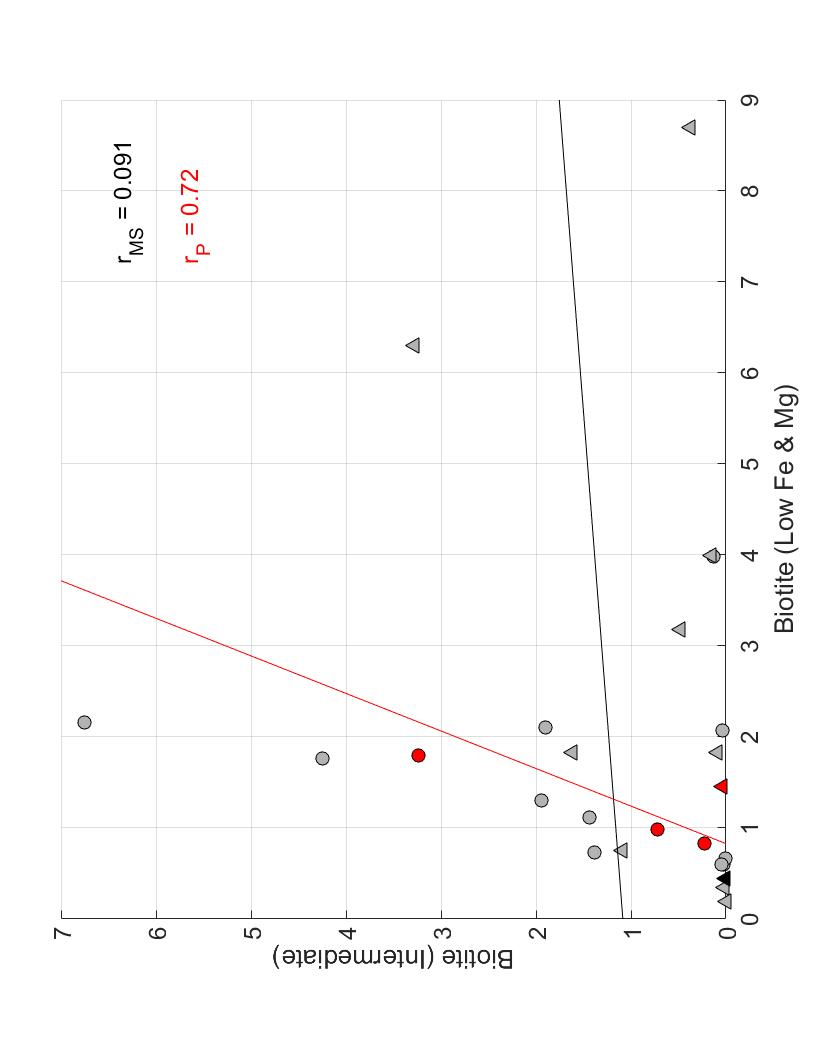 7
6
5
4
3
2
1
0
Biotite (Intermediate)
r_MS = 0.091
r_P = 0.72
0 1 2 3 4 5 6 7 8 9
Biotite (Low Fe & Mg)